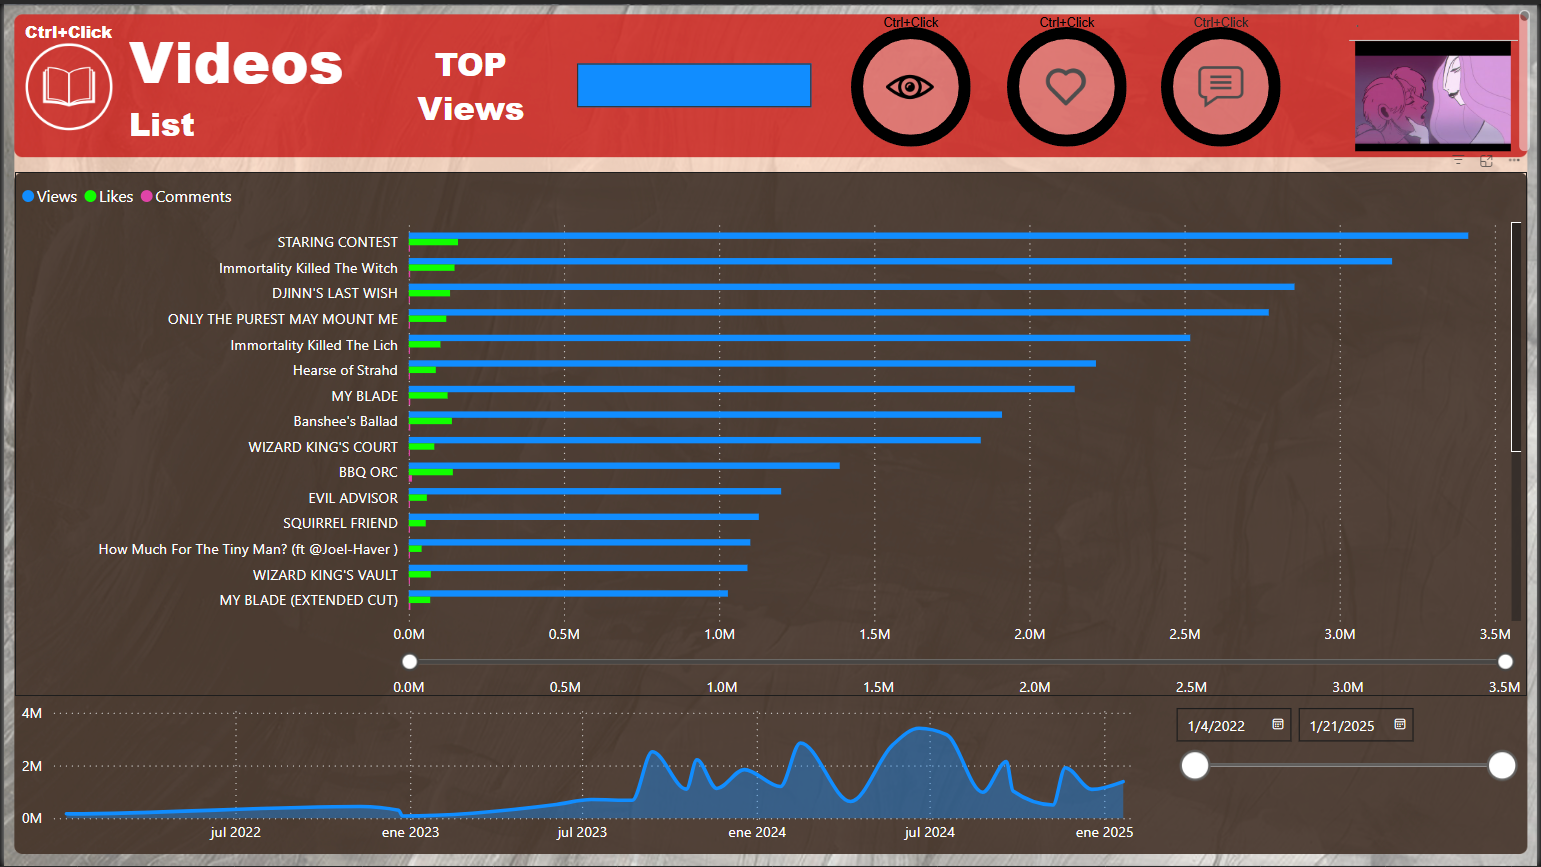 Ctrl+Click
Videos
List
TOP
Views
Ctrl+Click
Ctrl+Click
Ctrl+Click
Views Likes Comments
STARING CONTEST
Immortality Killed The Witch
DJINN'S LAST WISH
ONLY THE PUREST MAY MOUNT ME
Immortality Killed The Lich
Hearse of Strahd
MY BLADE
Banshee's Ballad
WIZARD KING'S COURT
BBQ ORC
EVIL ADVISOR
SQUIRREL FRIEND
How Much For The Tiny Man? (ft @Joel-Haver )
WIZARD KING'S VAULT
MY BLADE (EXTENDED CUT)
0.0M 0.5M 1.0M 1.5M 2.0M 2.5M 3.0M 3.5M
0.0M 0.5M 1.0M 1.5M 2.0M 2.5M 3.0M 3.5M
4M
2M
0M
jul 2022 ene 2023 jul 2023 ene 2024 jul 2024 ene 2025
1/4/2022 1/21/2025